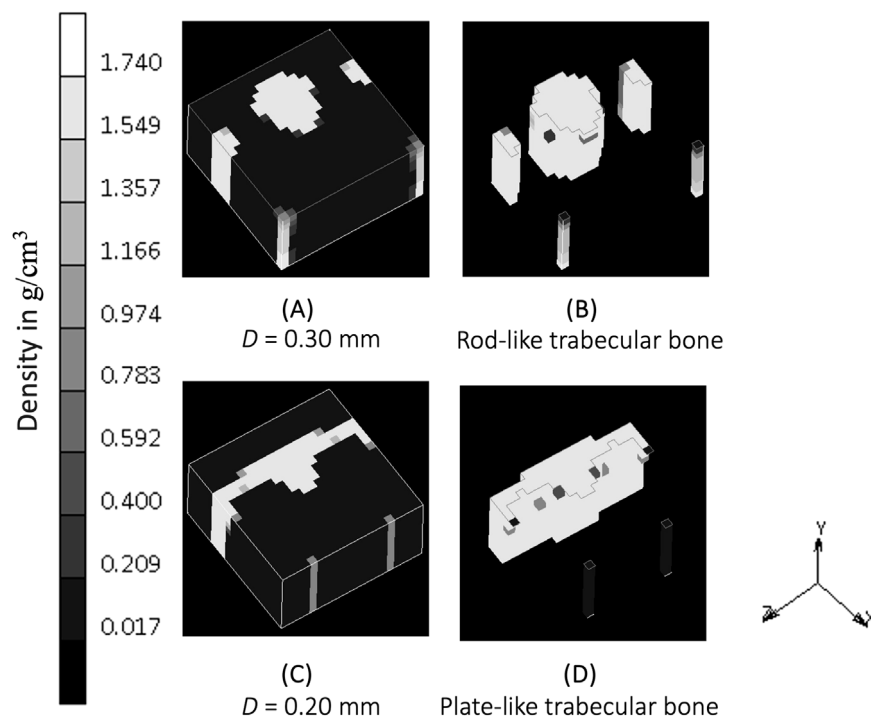 Density in g/cm³
1.740
1.549
1.357
1.166
0.974
0.783
0.592
0.400
0.209
0.017
(A)
D = 0.30 mm
(B)
Rod-like trabecular bone
(C)
D = 0.20 mm
(D)
Plate-like trabecular bone
Y
Z
X